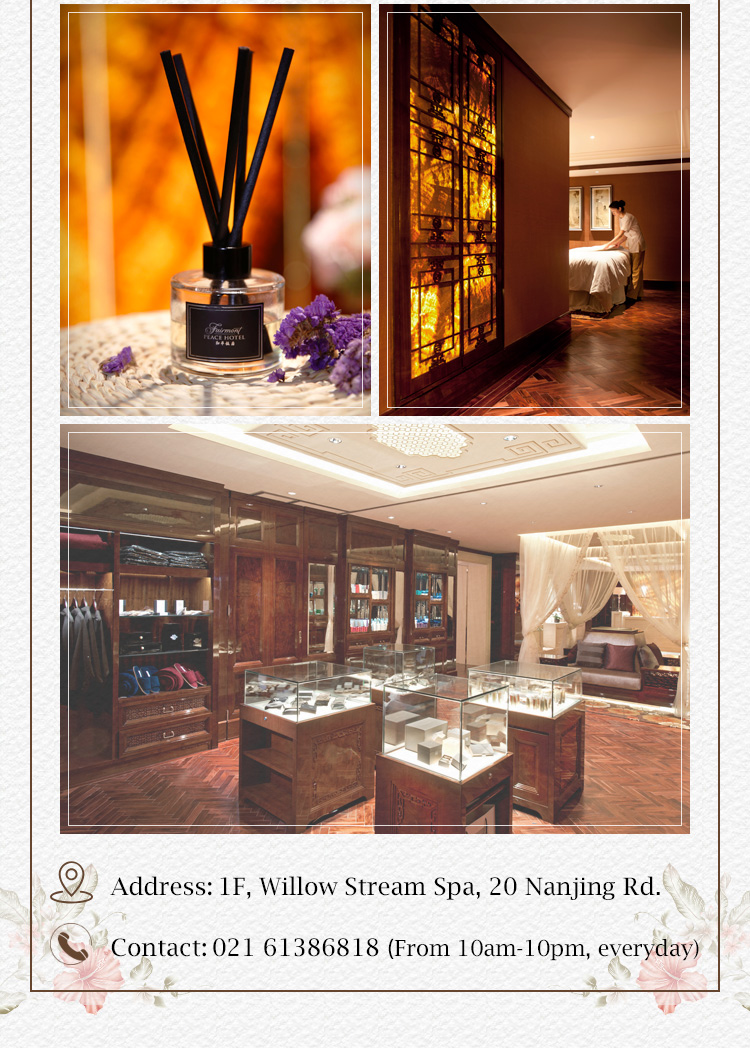 Fairmont
PEACE HOTEL
和平饭店
Address: 1F, Willow Stream Spa, 20 Nanjing Rd.
Contact: 021 61386818 (From 10am-10pm, everyday)